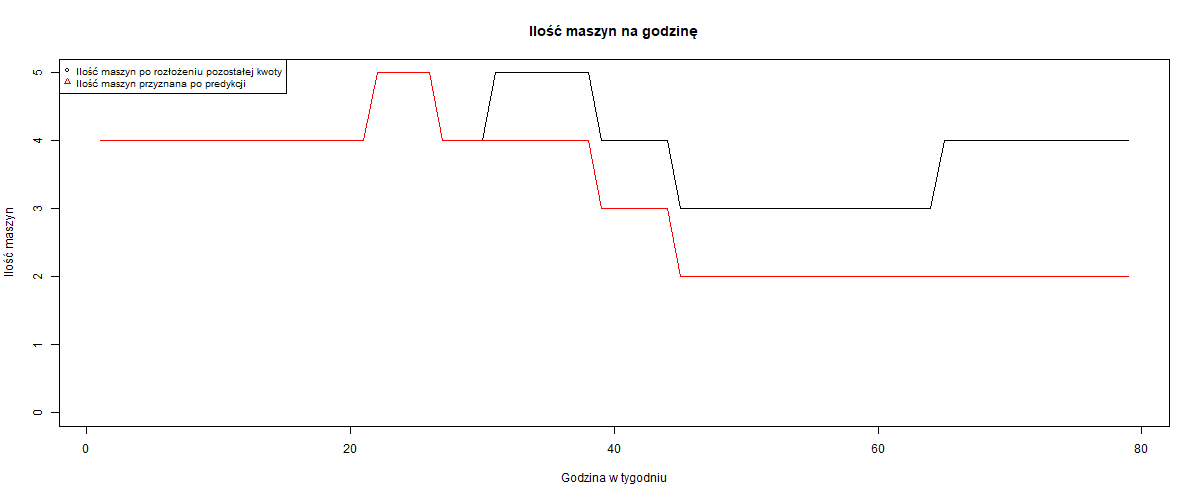 Ilość maszyn na godzinę
Ilość maszyn po rozłożeniu pozostałej kwoty
Ilość maszyn przyznana po predykcji
Ilość maszyn
5
4
3
2
1
0
0 20 40 60 80
Godzina w tygodniu